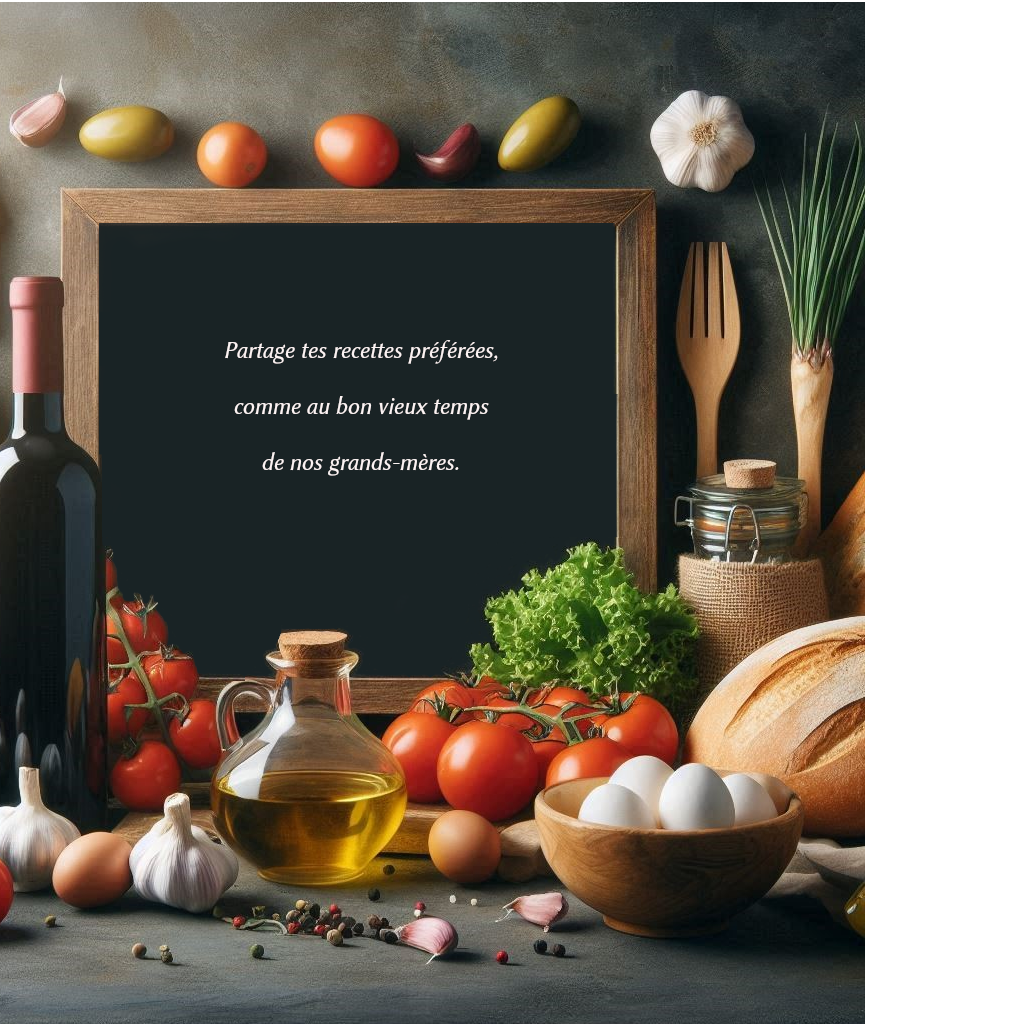 Partage tes recettes préférées,
comme au bon vieux temps
de nos grands-mères.